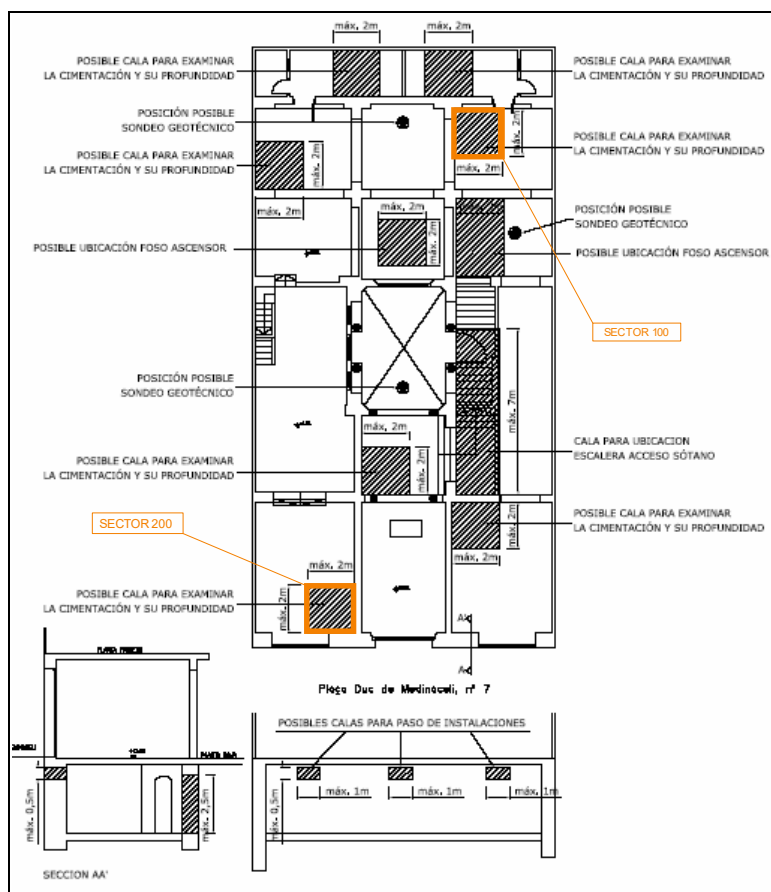 máx. 2m
máx. 2m
POSIBLE CALA PARA EXAMINAR
LA CIMENTACIÓN Y SU PROFUNDIDAD
POSIBLE CALA PARA EXAMINAR
LA CIMENTACIÓN Y SU PROFUNDIDAD
POSICIÓN POSIBLE
SONDEO GEOTÉCNICO
máx. 2m
POSIBLE CALA PARA EXAMINAR
LA CIMENTACIÓN Y SU PROFUNDIDAD
máx. 2m
POSIBLE CALA PARA EXAMINAR
LA CIMENTACIÓN Y SU PROFUNDIDAD
máx. 2m
máx. 2m
máx. 2m
máx. 2m
POSICIÓN POSIBLE
SONDEO GEOTÉCNICO
POSIBLE UBICACIÓN FOSO ASCENSOR
POSIBLE UBICACIÓN FOSO ASCENSOR
SECTOR 100
POSICIÓN POSIBLE
SONDEO GEOTÉCNICO
máx. 7m
máx. 2m
máx. 2m
CALA PARA UBICACION
ESCALERA ACCESO SÓTANO
POSIBLE CALA PARA EXAMINAR
LA CIMENTACIÓN Y SU PROFUNDIDAD
SECTOR 200
POSIBLE CALA PARA EXAMINAR
LA CIMENTACIÓN Y SU PROFUNDIDAD
máx. 2m
máx. 2m
máx. 2m
máx. 2m
POSIBLE CALA PARA EXAMINAR
LA CIMENTACIÓN Y SU PROFUNDIDAD
A'
A
Plaça Duc de Medinaceli, nº 7
POSIBLES CALAS PARA PASO DE INSTALACIONES
PLANTA BAJA
máx. 0,5m
máx. 2,5m
máx. 0,5m
máx. 1m
máx. 1m
máx. 1m
SECCION AA'